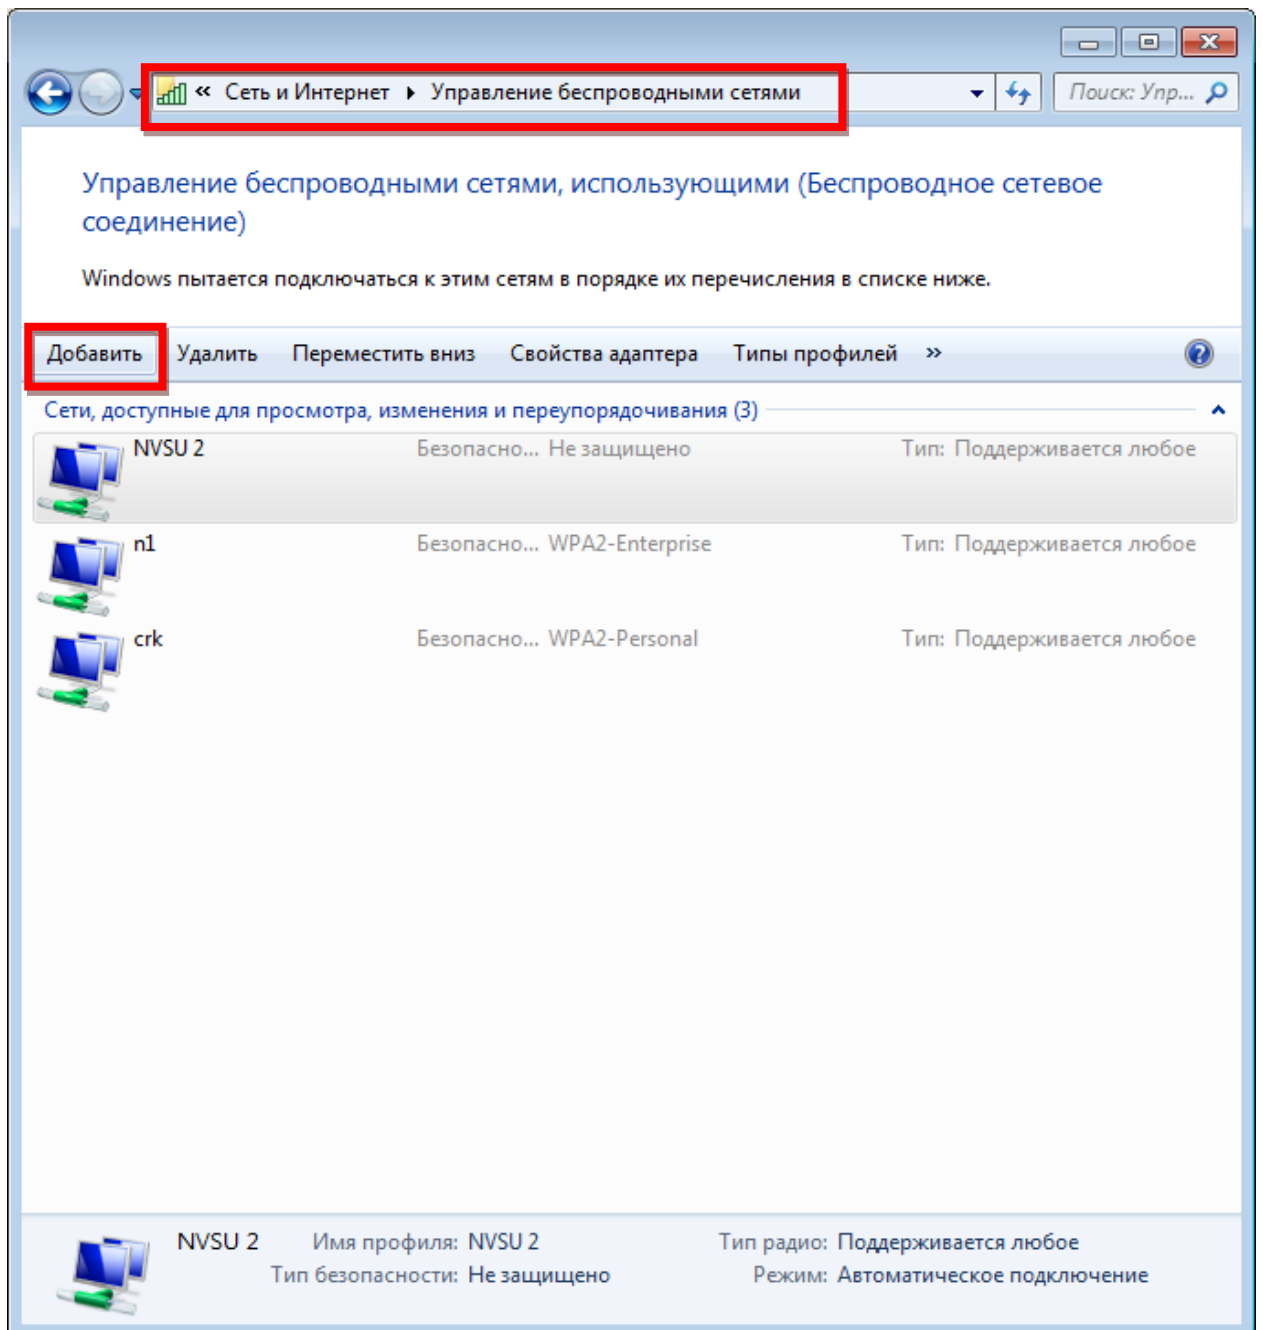 « Сеть и Интернет Управление беспроводными сетями Поиск: Упр...
Управление беспроводными сетями, использующими (Беспроводное сетевое
соединение)
Windows пытается подключаться к этим сетям в порядке их перечисления в списке ниже.
Добавить Удалить Переместить вниз Свойства адаптера Типы профилей »
Сети, доступные для просмотра, изменения и переупорядочивания (3)
NVSU 2 Безопасно... Не защищено Тип: Поддерживается любое
n1 Безопасно... WPA2-Enterprise Тип: Поддерживается любое
crk Безопасно... WPA2-Personal Тип: Поддерживается любое
NVSU 2 Имя профиля: NVSU 2 Тип радио: Поддерживается любое
Тип безопасности: Не защищено Режим: Автоматическое подключение